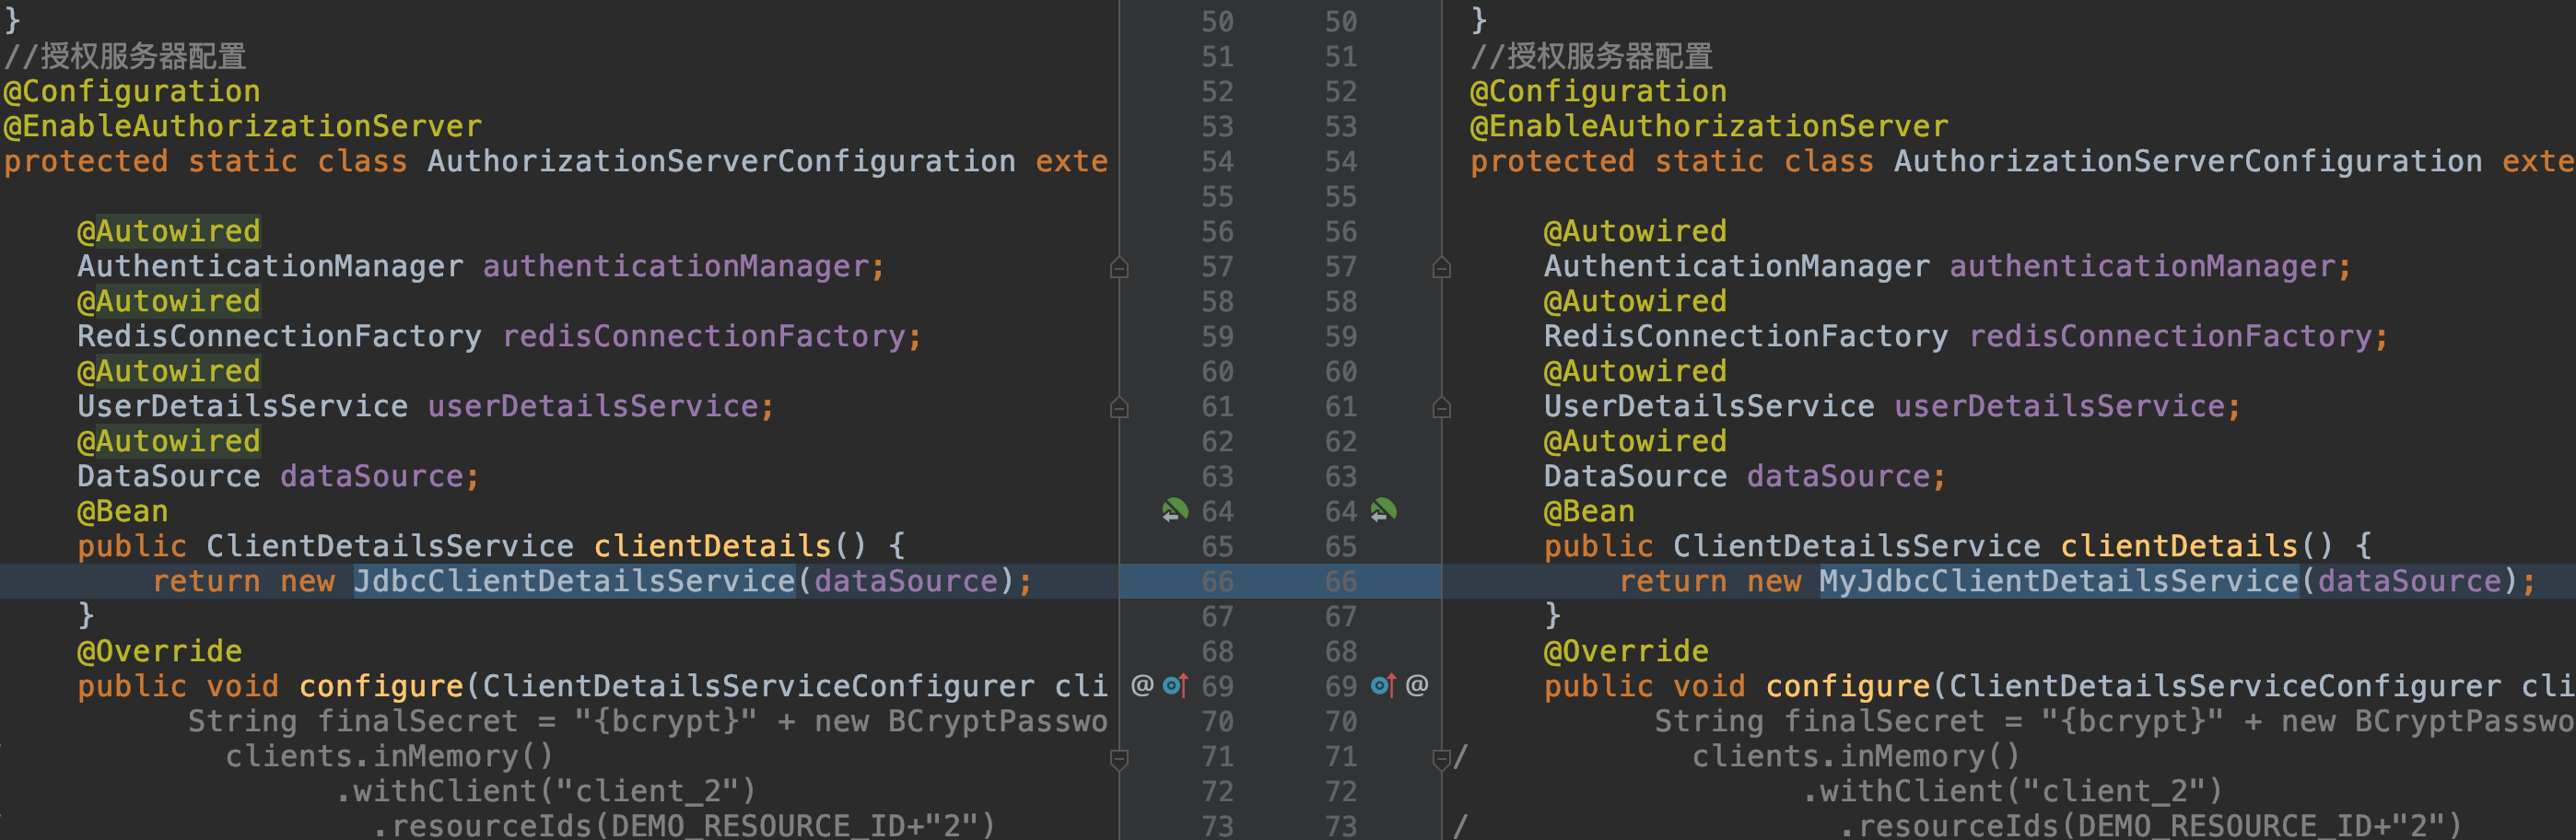 }
//授权服务器配置
@Configuration
@EnableAuthorizationServer
protected static class AuthorizationServerConfiguration exte
@Autowired
AuthenticationManager authenticationManager;
@Autowired
RedisConnectionFactory redisConnectionFactory;
@Autowired
UserDetailsService userDetailsService;
@Autowired
DataSource dataSource;
@Bean
public ClientDetailsService clientDetails() {
return new JdbcClientDetailsService(dataSource);
}
@Override
public void configure(ClientDetailsServiceConfigurer cli
String finalSecret = "{bcrypt}" + new BCryptPasswo
clients.inMemory()
.withClient("client_2")
.resourceIds(DEMO_RESOURCE_ID+"2")
50 50
51 51
52 52
53 53
54 54
55 55
56 56
57 57
58 58
59 59
60 60
61 61
62 62
63 63
64 64
65 65
66 66
67 67
68 68
@ 69 69 @
70 70
71 71
72 72
73 73
}
//授权服务器配置
@Configuration
@EnableAuthorizationServer
protected static class AuthorizationServerConfiguration exte
@Autowired
AuthenticationManager authenticationManager;
@Autowired
RedisConnectionFactory redisConnectionFactory;
@Autowired
UserDetailsService userDetailsService;
@Autowired
DataSource dataSource;
@Bean
public ClientDetailsService clientDetails() {
return new MyJdbcClientDetailsService(dataSource);
}
@Override
public void configure(ClientDetailsServiceConfigurer cli
String finalSecret = "{bcrypt}" + new BCryptPasswo
/ clients.inMemory()
.withClient("client_2")
/ .resourceIds(DEMO_RESOURCE_ID+"2")